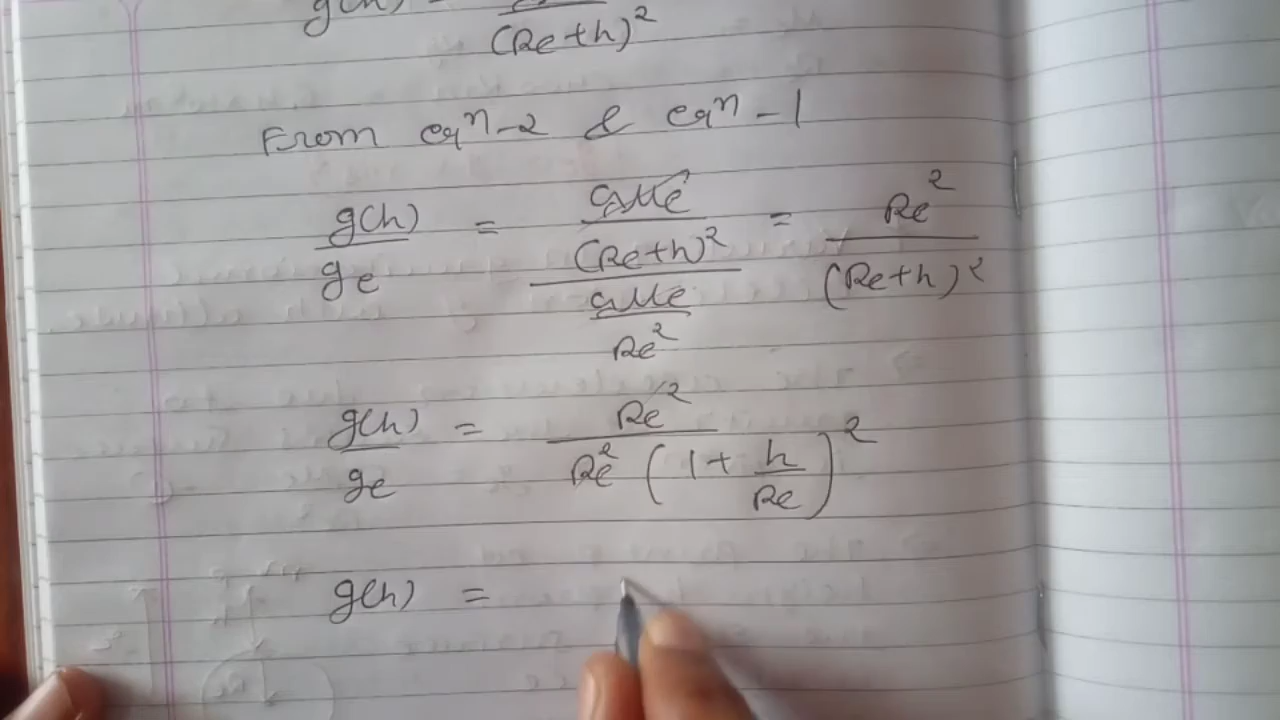 g(h) =
(Re+h)²
From eqⁿ-2 & eqⁿ-1
g(h)/ge = (GMe/(Re+h)²)/(GMe/Re²) = Re²/(Re+h)²
g(h)/ge = Re²/(Re²(1+h/Re)²)
g(h) =